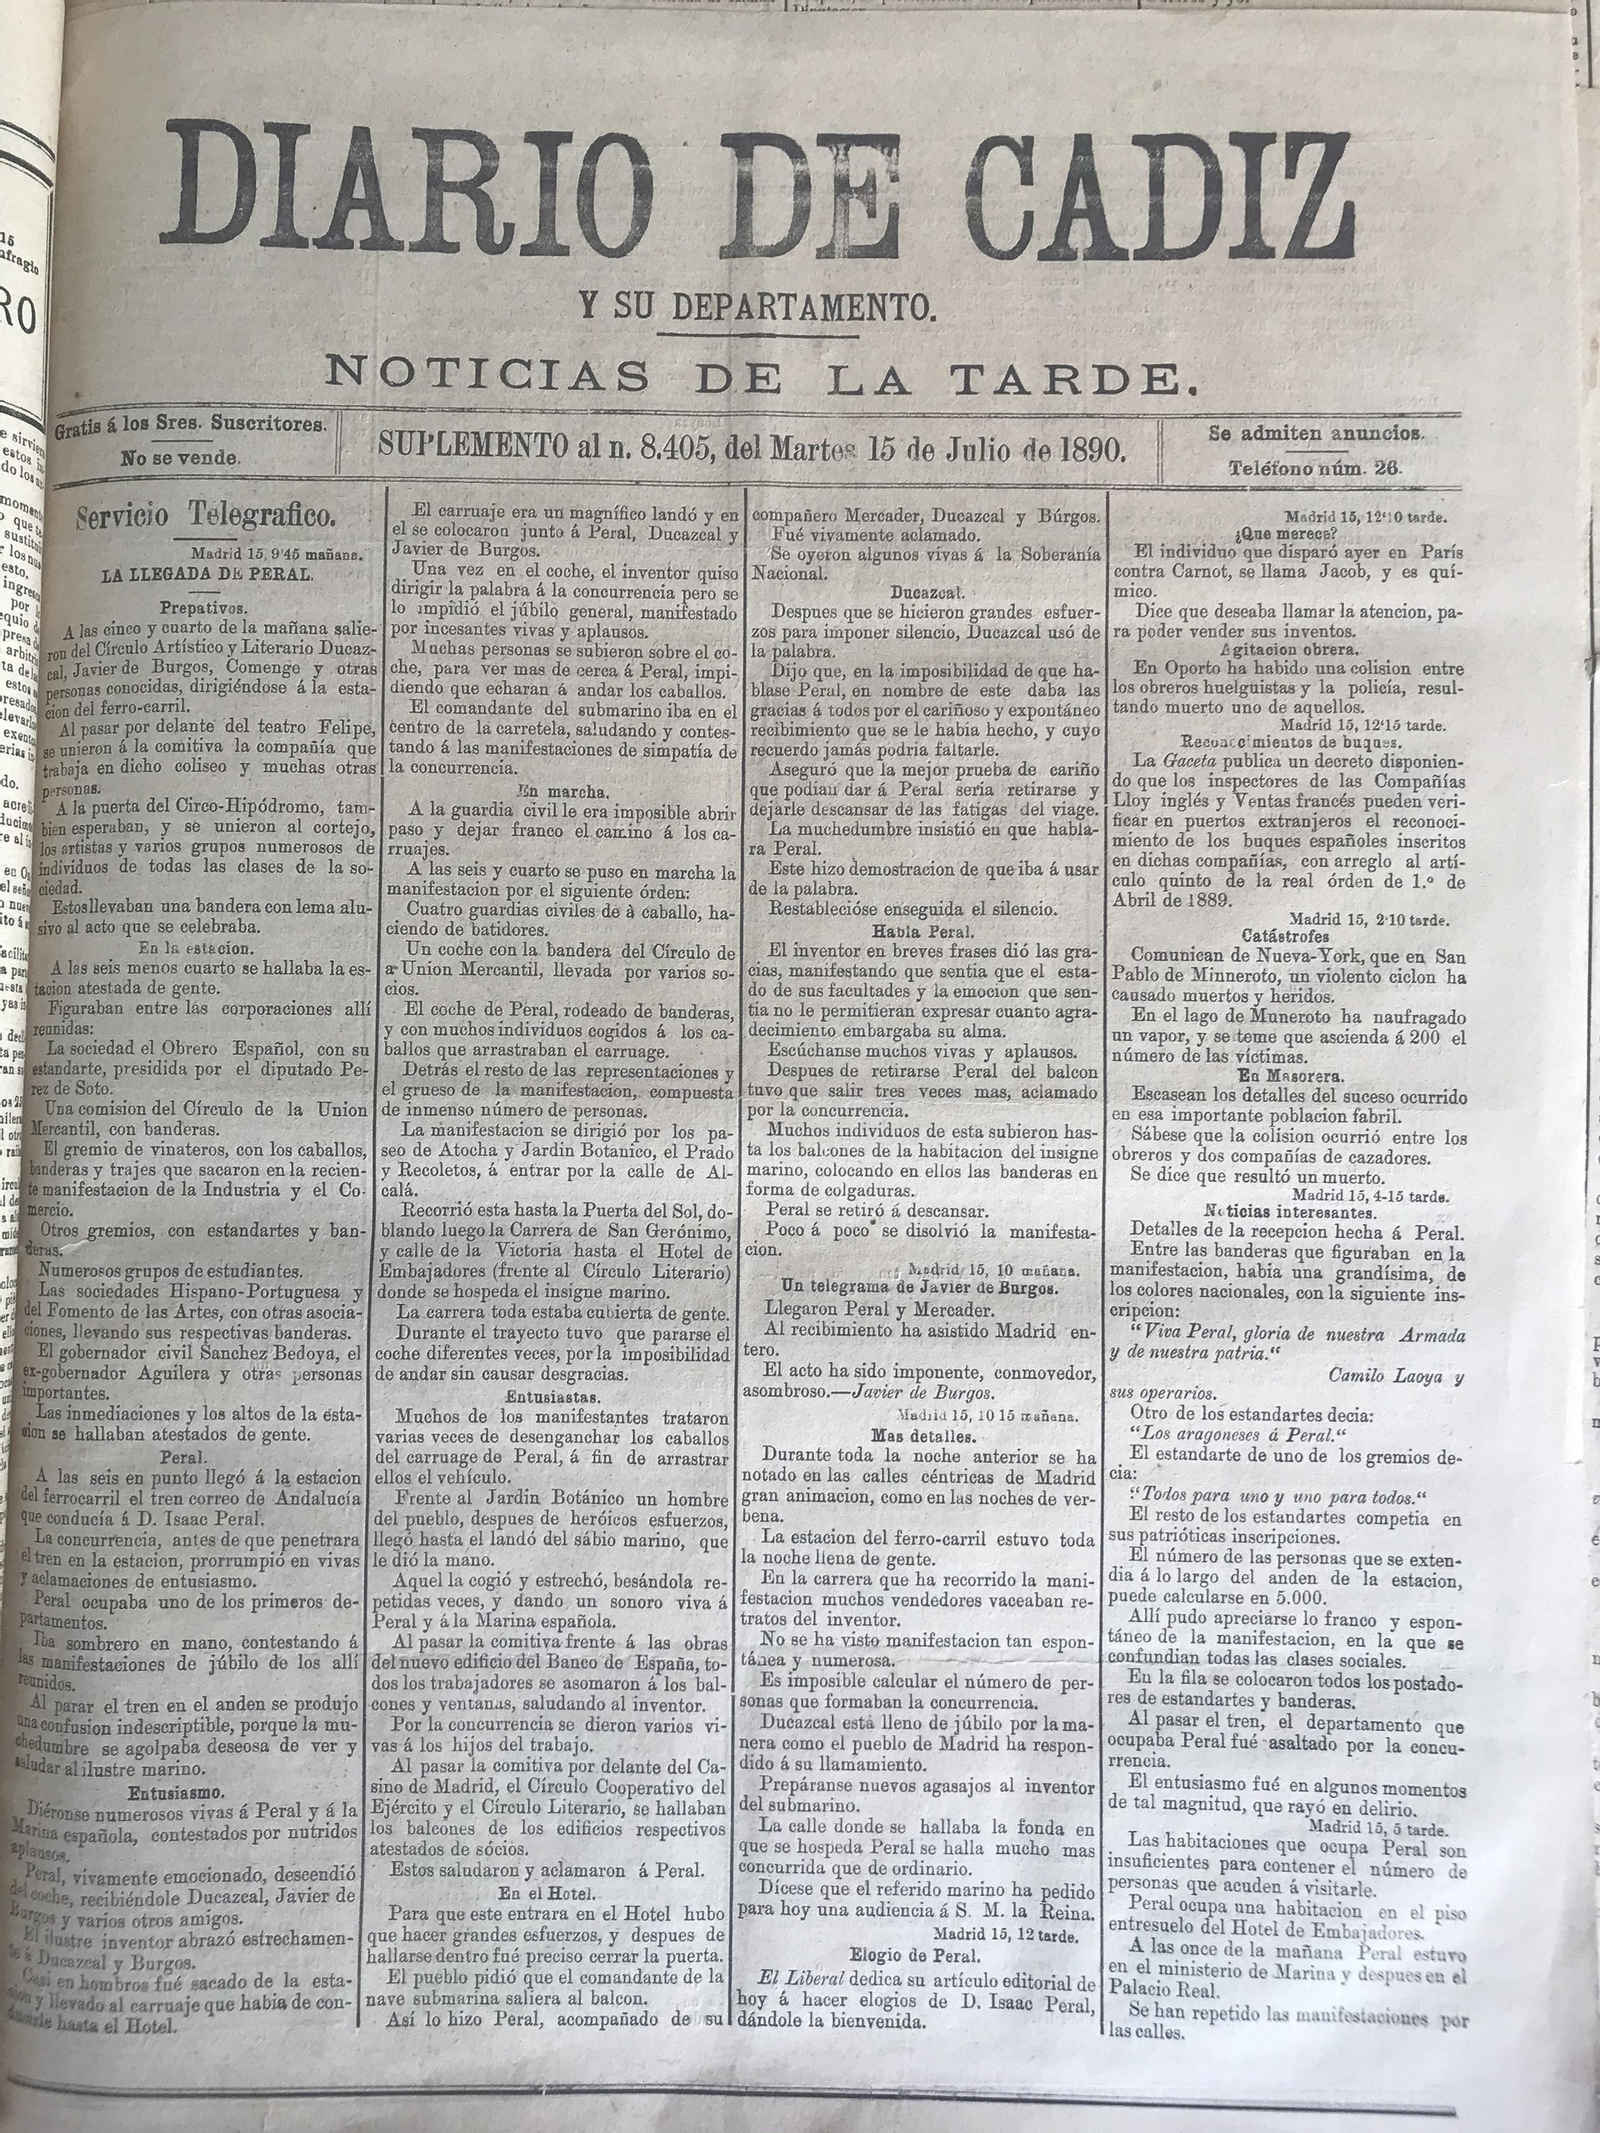 DIARIO DE CADIZ
Y SU DEPARTAMENTO.
NOTICIAS DE LA TARDE.
Gratis á los Sres. Suscritores.
No se vende.
SUPLEMENTO al n. 8.405, del Martes 15 de Julio de 1890.
Se admiten anuncios.
Teléfono núm. 26.
Servicio Telegrafico.
Madrid 15, 9'45 mañana.
LA LLEGADA DE PERAL.
Prepativos.
A las cinco y cuarto de la mañana salie-
ron del Círculo Artístico y Literario Ducaz-
cal, Javier de Burgos, Comenge y otras
personas conocidas, dirigiéndose á la esta-
cion del ferro-carril.
Al pasar por delante del teatro Felipe,
se unieron á la comitiva la compañía que
trabaja en dicho coliseo y muchas otras
personas.
A la puerta del Circo-Hipódromo, tam-
bien esperaban, y se unieron al cortejo,
los artistas y varios grupos numerosos de
individuos de todas las clases de la so-
ciedad.
Estos llevaban una bandera con lema alu-
sivo al acto que se celebraba.
En la estacion.
A las seis menos cuarto se hallaba la es-
tacion atestada de gente.
Figuraban entre las corporaciones allí
reunidas:
La sociedad el Obrero Español, con su
estandarte, presidida por el diputado Pe-
rez de Soto.
Una comision del Círculo de la Union
Mercantil, con banderas.
El gremio de vinateros, con los caballos,
banderas y trajes que sacaron en la recien-
te manifestacion de la Industria y el Co-
mercio.
Otros gremios, con estandartes y ban-
deras.
Numerosos grupos de estudiantes.
Las sociedades Hispano-Portuguesa y
del Fomento de las Artes, con otras asocia-
ciones, llevando sus respectivas banderas.
El gobernador civil Sanchez Bedoya, el
ex-gobernador Aguilera y otras personas
importantes.
Las inmediaciones y los altos de la esta-
cion se hallaban atestados de gente.
Peral.
A las seis en punto llegó á la estacion
del ferrocarril el tren correo de Andalucía
que conducía á D. Isaac Peral.
La concurrencia, antes de que penetrara
el tren en la estacion, prorrumpió en vivas
y aclamaciones de entusiasmo.
Peral ocupaba uno de los primeros de-
partamentos.
Iba sombrero en mano, contestando á
las manifestaciones de júbilo de los allí
reunidos.
Al parar el tren en el anden se produjo
una confusion indescriptible, porque la mu-
chedumbre se agolpaba deseosa de ver y
saludar al ilustre marino.
Entusiasmo.
Diéronse numerosos vivas á Peral y á la
Marina española, contestados por nutridos
aplausos.
Peral, vivamente emocionado, descendió
del coche, recibiéndole Ducazcal, Javier de
Burgos y varios otros amigos.
El ilustre inventor abrazó estrechamen-
te á Ducazcal y Burgos.
Casi en hombros fué sacado de la esta-
cion y llevado al carruaje que habia de con-
ducirle hasta el Hotel.
El carruaje era un magnífico landó y en
el se colocaron junto á Peral, Ducazcal y
Javier de Burgos.
Una vez en el coche, el inventor quiso
dirigir la palabra á la concurrencia pero se
lo impidió el júbilo general, manifestado
por incesantes vivas y aplausos.
Muchas personas se subieron sobre el co-
che, para ver mas de cerca á Peral, impi-
diendo que echaran á andar los caballos.
El comandante del submarino iba en el
centro de la carretela, saludando y contes-
tando á las manifestaciones de simpatía de
la concurrencia.
En marcha.
A la guardia civil le era imposible abrir
paso y dejar franco el camino á los ca-
rruajes.
A las seis y cuarto se puso en marcha la
manifestacion por el siguiente órden:
Cuatro guardias civiles de à caballo, ha-
ciendo de batidores.
Un coche con la bandera del Círculo de
a Union Mercantil, llevada por varios so-
cios.
El coche de Peral, rodeado de banderas,
y con muchos individuos cogidos á los ca-
ballos que arrastraban el carruage.
Detrás el resto de las representaciones y
el grueso de la manifestacion, compuesta
de inmenso número de personas.
La manifestacion se dirigió por los pa-
seo de Atocha y Jardin Botanico, el Prado
y Recoletos, á entrar por la calle de Al-
calá.
Recorrió esta hasta la Puerta del Sol, do-
blando luego la Carrera de San Gerónimo,
y calle de la Victoria hasta el Hotel de
Embajadores (frente al Círculo Literario)
donde se hospeda el insigne marino.
La carrera toda estaba cubierta de gente.
Durante el trayecto tuvo que pararse el
coche diferentes veces, por la imposibilidad
de andar sin causar desgracias.
Entusiastas.
Muchos de los manifestantes trataron
varias veces de desenganchar los caballos
del carruage de Peral, á fin de arrastrar
ellos el vehículo.
Frente al Jardin Botánico un hombre
del pueblo, despues de heróicos esfuerzos,
llegó hasta el landó del sábio marino, que
le dió la mano.
Aquel la cogió y estrechó, besándola re-
petidas veces, y dando un sonoro viva á
Peral y á la Marina española.
Al pasar la comitiva frente á las obras
del nuevo edificio del Banco de España, to-
dos los trabajadores se asomaron á los bal-
cones y ventanas, saludando al inventor.
Por la concurrencia se dieron varios vi-
vas á los hijos del trabajo.
Al pasar la comitiva por delante del Ca-
sino de Madrid, el Círculo Cooperativo del
Ejército y el Círculo Literario, se hallaban
los balcones de los edificios respectivos
atestados de sócios.
Estos saludaron y aclamaron á Peral.
En el Hotel.
Para que este entrara en el Hotel hubo
que hacer grandes esfuerzos, y despues de
hallarse dentro fué preciso cerrar la puerta.
El pueblo pidió que el comandante de la
nave submarina saliera al balcon.
Así lo hizo Peral, acompañado de su
compañero Mercader, Ducazcal y Búrgos.
Fué vivamente aclamado.
Se oyeron algunos vivas á la Soberanía
Nacional.
Ducazcal.
Despues que se hicieron grandes esfuer-
zos para imponer silencio, Ducazcal usó de
la palabra.
Dijo que, en la imposibilidad de que ha-
blase Peral, en nombre de este daba las
gracias á todos por el cariñoso y expontáneo
recibimiento que se le habia hecho, y cuyo
recuerdo jamás podria faltarle.
Aseguró que la mejor prueba de cariño
que podian dar á Peral seria retirarse y
dejarle descansar de las fatigas del viage.
La muchedumbre insistió en que habla-
ra Peral.
Este hizo demostracion de que iba á usar
de la palabra.
Restablecióse enseguida el silencio.
Habla Peral.
El inventor en breves frases dió las gra-
cias, manifestando que sentia que el esta-
do de sus facultades y la emocion que sen-
tia no le permitieran expresar cuanto agra-
decimiento embargaba su alma.
Escúchanse muchos vivas y aplausos.
Despues de retirarse Peral del balcon
tuvo que salir tres veces mas, aclamado
por la concurrencia.
Muchos individuos de esta subieron has-
ta los balcones de la habitacion del insigne
marino, colocando en ellos las banderas en
forma de colgaduras.
Peral se retiró á descansar.
Poco á poco se disolvió la manifesta-
cion.
Madrid 15, 10 mañana.
Un telegrama de Javier de Burgos.
Llegaron Peral y Mercader.
Al recibimiento ha asistido Madrid en-
tero.
El acto ha sido imponente, conmovedor,
asombroso.—Javier de Burgos.
Madrid 15, 10 15 mañana.
Mas detalles.
Durante toda la noche anterior se ha
notado en las calles céntricas de Madrid
gran animacion, como en las noches de ver-
bena.
La estacion del ferro-carril estuvo toda
la noche llena de gente.
En la carrera que ha recorrido la mani-
festacion muchos vendedores vaceaban re-
tratos del inventor.
No se ha visto manifestacion tan espon-
tánea y numerosa.
Es imposible calcular el número de per-
sonas que formaban la concurrencia.
Ducazcal está lleno de júbilo por la ma-
nera como el pueblo de Madrid ha respon-
dido á su llamamiento.
Prepáranse nuevos agasajos al inventor
del submarino.
La calle donde se hallaba la fonda en
que se hospeda Peral se halla mucho mas
concurrida que de ordinario.
Dícese que el referido marino ha pedido
para hoy una audiencia á S. M. la Reina.
Madrid 15, 12 tarde.
Elogio de Peral.
El Liberal dedica su artículo editorial de
hoy á hacer elogios de D. Isaac Peral,
dándole la bienvenida.
Madrid 15, 12'10 tarde.
¿Que merece?
El individuo que disparó ayer en París
contra Carnot, se llama Jacob, y es quí-
mico.
Dice que deseaba llamar la atencion, pa-
ra poder vender sus inventos.
Agitacion obrera.
En Oporto ha habido una colision entre
los obreros huelguistas y la policía, resul-
tando muerto uno de aquellos.
Madrid 15, 12'15 tarde.
Reconocimientos de buques.
La Gaceta publica un decreto disponien-
do que los inspectores de las Compañías
Lloy inglés y Ventas francés pueden veri-
ficar en puertos extranjeros el reconoci-
miento de los buques españoles inscritos
en dichas compañías, con arreglo al artí-
culo quinto de la real órden de 1.º de
Abril de 1889.
Madrid 15, 2'10 tarde.
Catástrofes
Comunican de Nueva-York, que en San
Pablo de Minneroto, un violento ciclon ha
causado muertos y heridos.
En el lago de Muneroto ha naufragado
un vapor, y se teme que ascienda á 200 el
número de las víctimas.
En Masorera.
Escasean los detalles del suceso ocurrido
en esa importante poblacion fabril.
Sábese que la colision ocurrió entre los
obreros y dos compañías de cazadores.
Se dice que resultó un muerto.
Madrid 15, 4-15 tarde.
Noticias interesantes.
Detalles de la recepcion hecha á Peral.
Entre las banderas que figuraban en la
manifestacion, habia una grandísima, de
los colores nacionales, con la siguiente ins-
cripcion:
"Viva Peral, gloria de nuestra Armada
y de nuestra patria."
Camilo Laoya y
sus operarios.
Otro de los estandartes decia:
"Los aragoneses á Peral."
El estandarte de uno de los gremios de-
cia:
"Todos para uno y uno para todos."
El resto de los estandartes competia en
sus patrióticas inscripciones.
El número de las personas que se exten-
dia á lo largo del anden de la estacion,
puede calcularse en 5.000.
Allí pudo apreciarse lo franco y espon-
táneo de la manifestacion, en la que se
confundian todas las clases sociales.
En la fila se colocaron todos los postado-
res de estandartes y banderas.
Al pasar el tren, el departamento que
ocupaba Peral fué asaltado por la concu-
rrencia.
El entusiasmo fué en algunos momentos
de tal magnitud, que rayó en delirio.
Madrid 15, 5 tarde.
Las habitaciones que ocupa Peral son
insuficientes para contener el número de
personas que acuden á visitarle.
Peral ocupa una habitacion en el piso
entresuelo del Hotel de Embajadores.
A las once de la mañana Peral estuvo
en el ministerio de Marina y despues en el
Palacio Real.
Se han repetido las manifestaciones por
las calles.